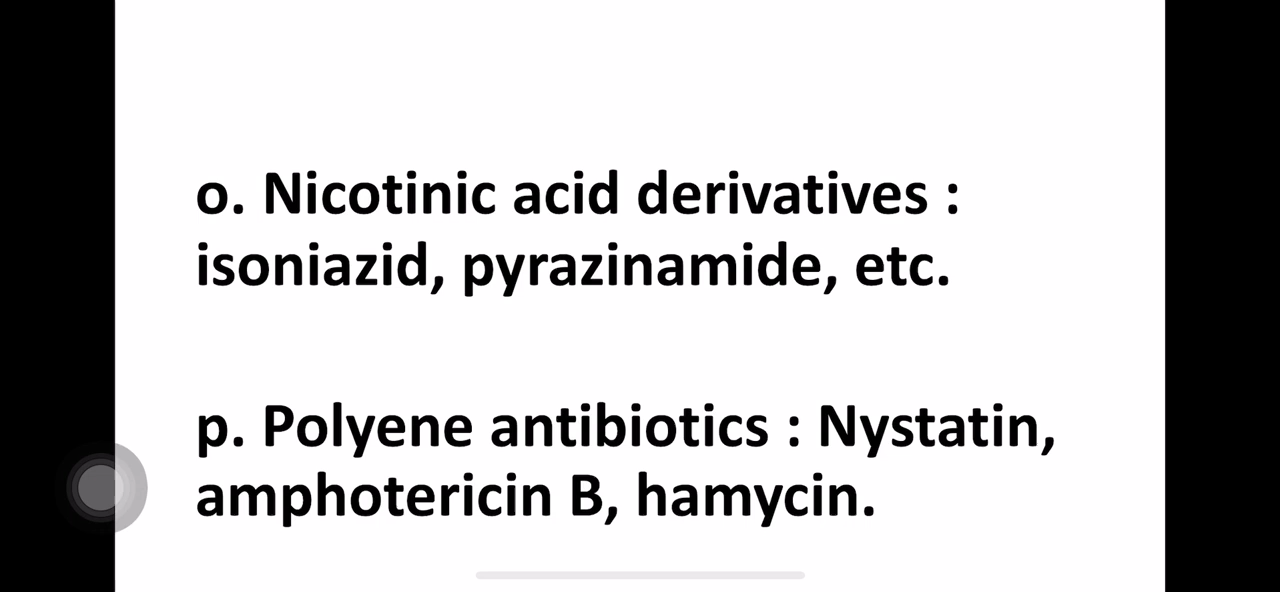 o. Nicotinic acid derivatives :
isoniazid, pyrazinamide, etc.
p. Polyene antibiotics : Nystatin,
amphotericin B, hamycin.